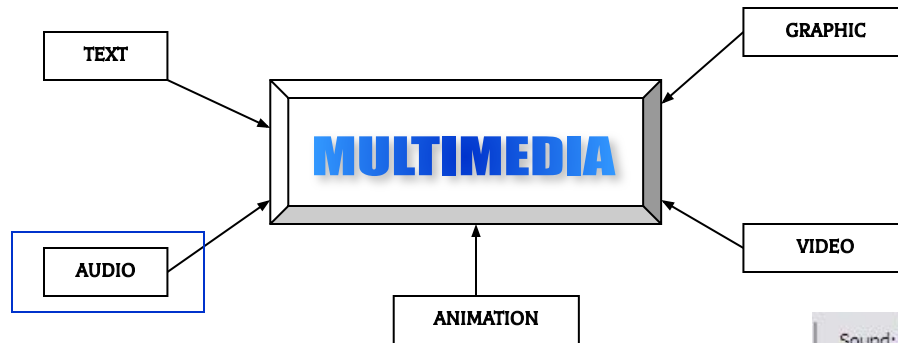 GRAPHIC
TEXT
MULTIMEDIA
VIDEO
AUDIO
ANIMATION
Sound: